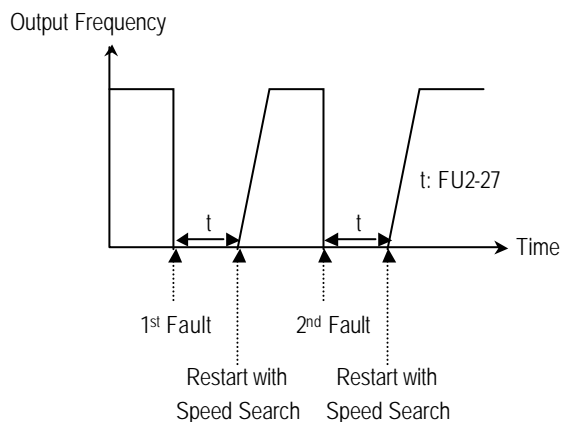 Output Frequency
t: FU2-27
t
t
Time
1st Fault
2nd Fault
Restart with
Speed Search
Restart with
Speed Search